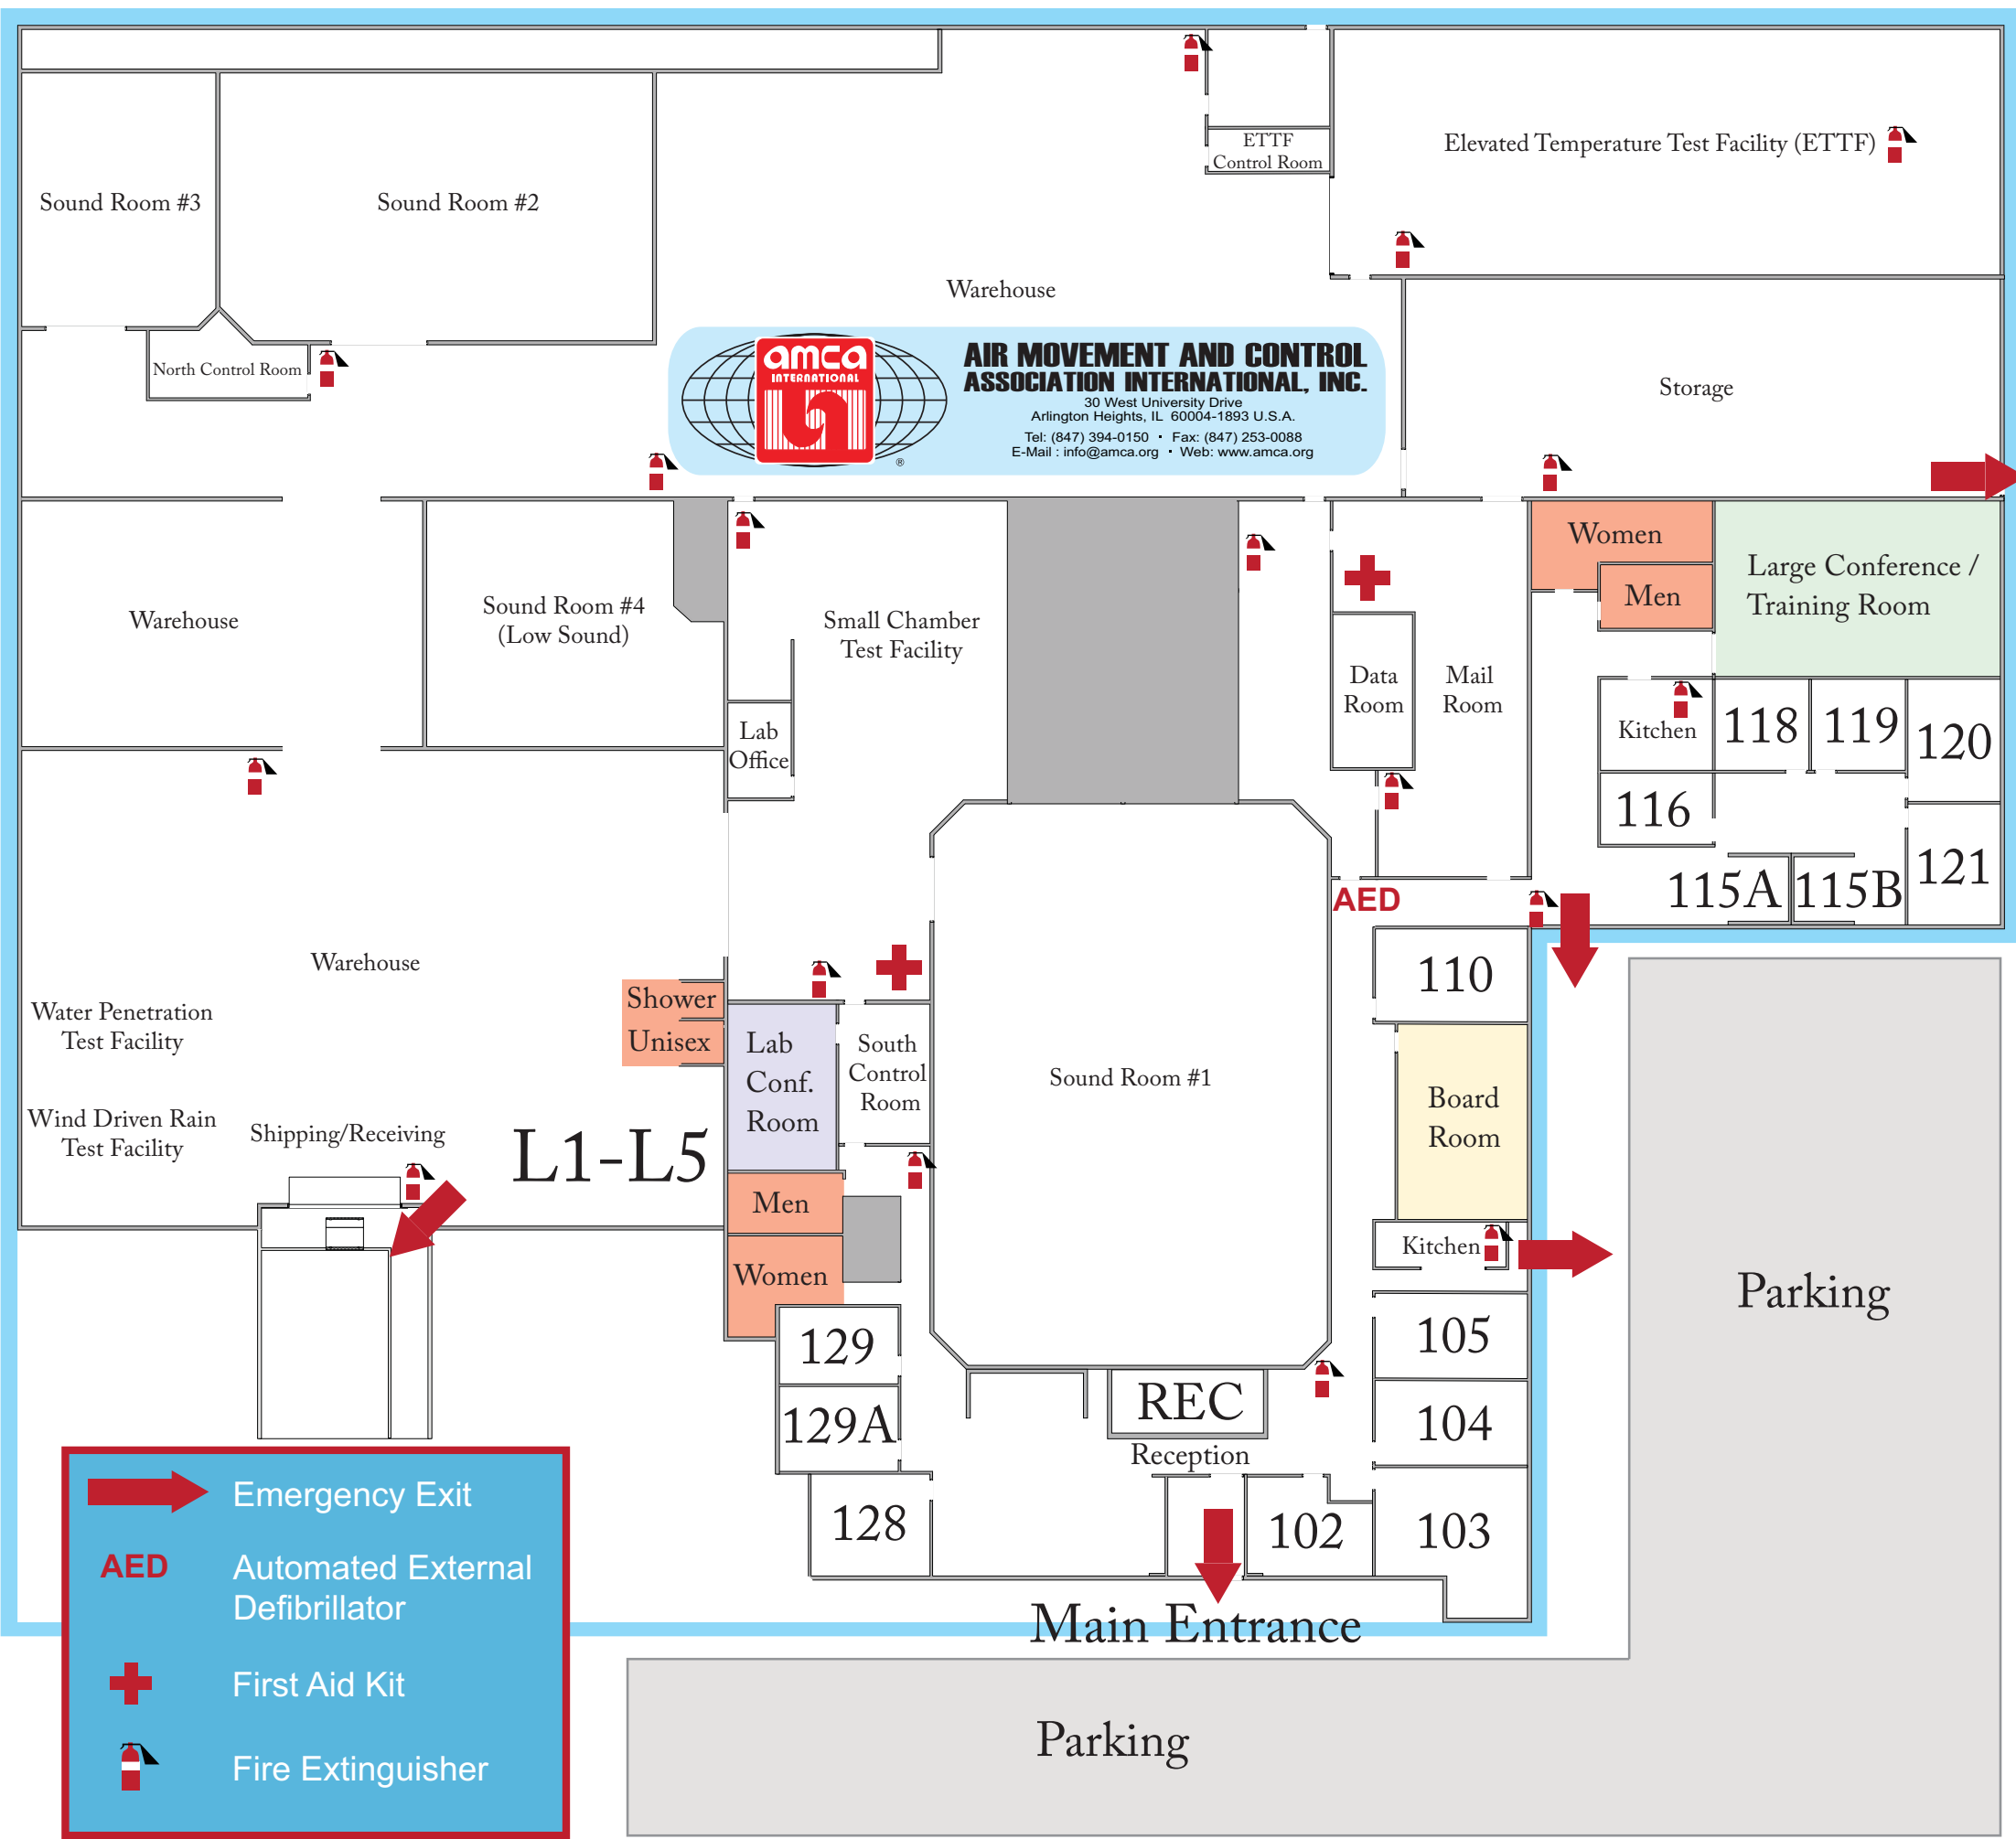 ETTF
Control Room
Elevated Temperature Test Facility (ETTF)
Sound Room #3
Sound Room #2
Warehouse
North Control Room
amca
INTERNATIONAL
®
AIR MOVEMENT AND CONTROL
ASSOCIATION INTERNATIONAL, INC.
30 West University Drive
Arlington Heights, IL 60004-1893 U.S.A.
Tel: (847) 394-0150 • Fax: (847) 253-0088
E-Mail : info@amca.org • Web: www.amca.org
Storage
Warehouse
Sound Room #4
(Low Sound)
Small Chamber
Test Facility
Lab
Office
Data
Room
Mail
Room
Women
Men
Large Conference /
Training Room
Kitchen
118
119
120
116
115A
115B
121
AED
110
Warehouse
Water Penetration
Test Facility
Wind Driven Rain
Test Facility
Shipping/Receiving
L1-L5
Shower
Unisex
Lab
Conf.
Room
South
Control
Room
Sound Room #1
Board
Room
Men
Women
Kitchen
129
129A
128
REC
Reception
105
104
102
103
Main Entrance
Parking
Parking
Emergency Exit
AED
Automated External
Defibrillator
First Aid Kit
Fire Extinguisher